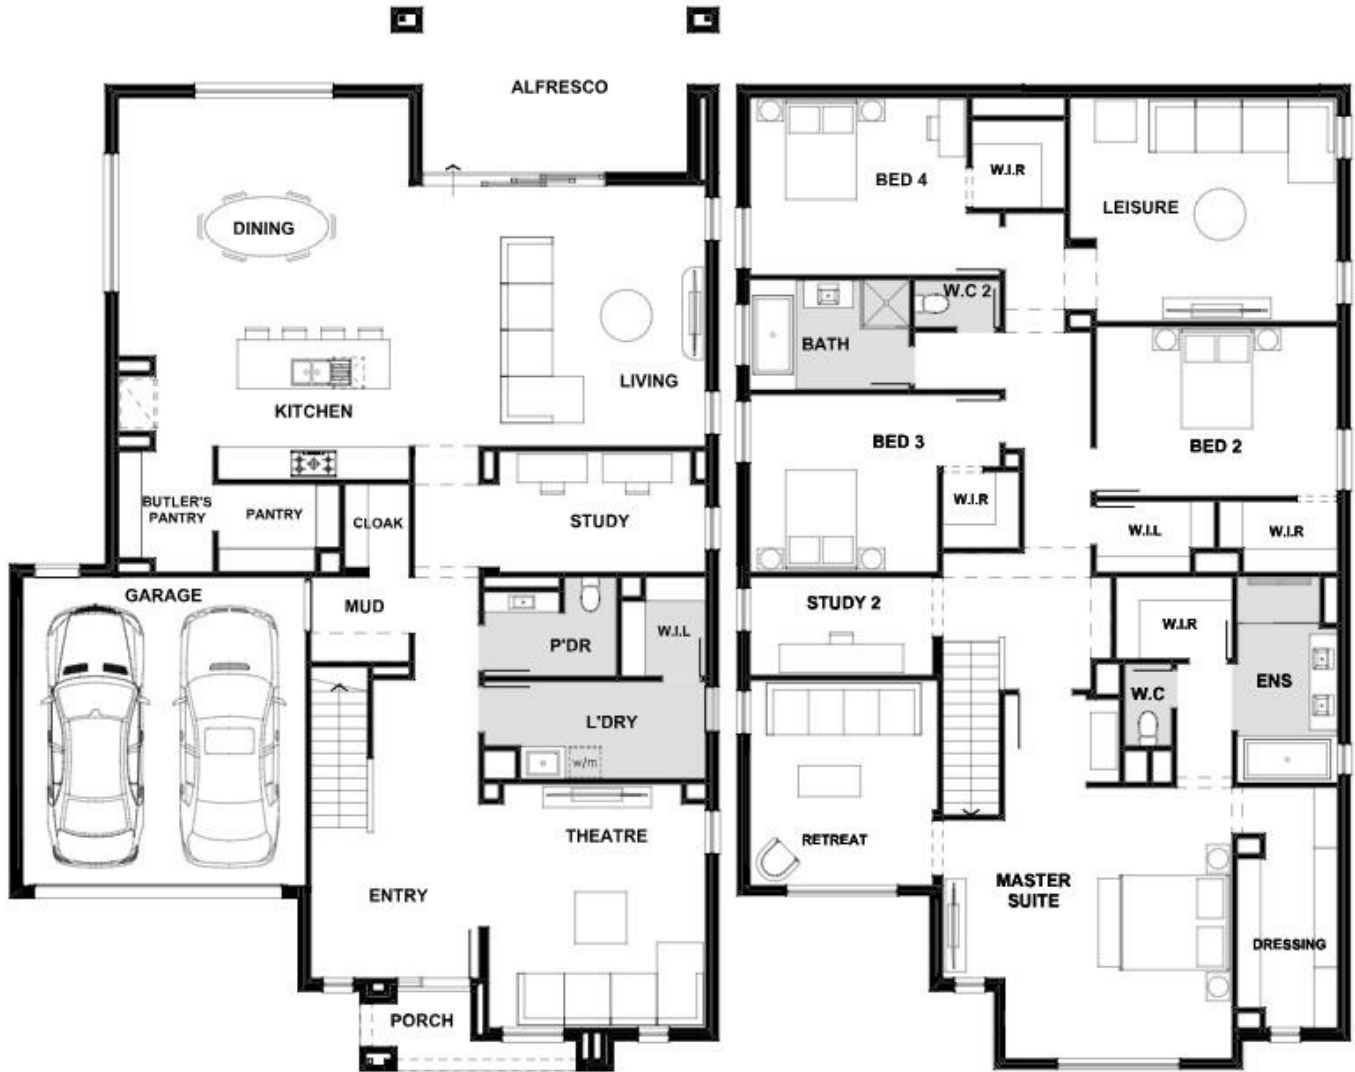 ALFRESCO
DINING
LIVING
KITCHEN
BUTLER'S
PANTRY
PANTRY
CLOAK
STUDY
GARAGE
MUD
P'DR
W.I.L
L'DRY
w/m
THEATRE
ENTRY
PORCH
BED 4
W.I.R
LEISURE
W.C 2
BATH
BED 3
BED 2
W.I.R
W.I.L
W.I.R
STUDY 2
W.I.R
W.C
ENS
RETREAT
MASTER
SUITE
DRESSING